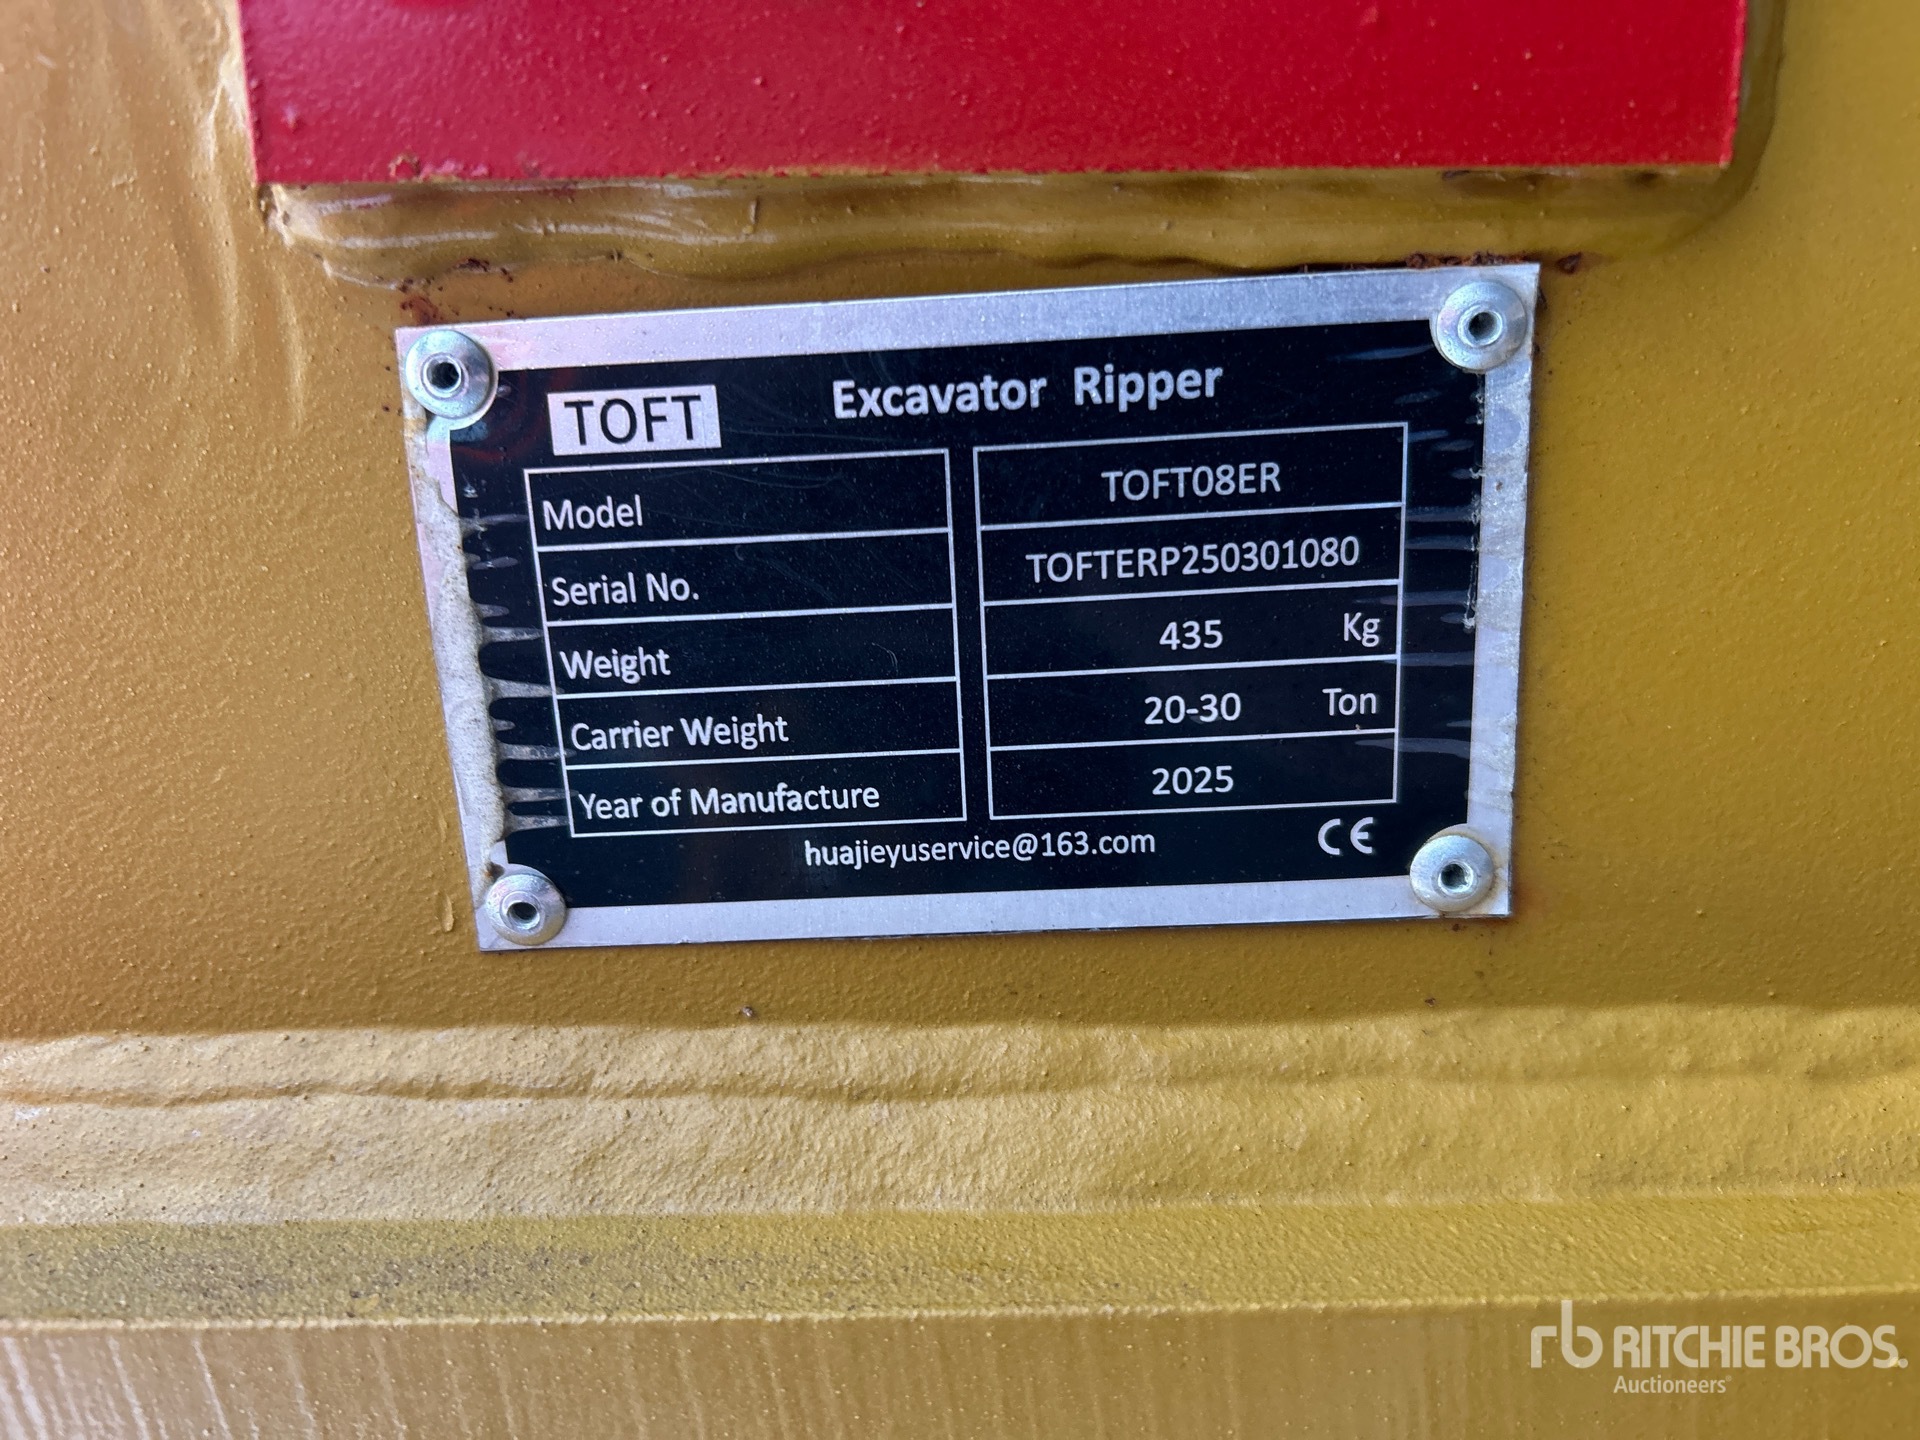 TOFT Excavator Ripper
Model TOFT08ER
Serial No. TOFTERP250301080
Weight 435 Kg
Carrier Weight 20-30 Ton
Year of Manufacture 2025
huajieyuservice@163.com CE
rb RITCHIE BROS.
Auctioneers